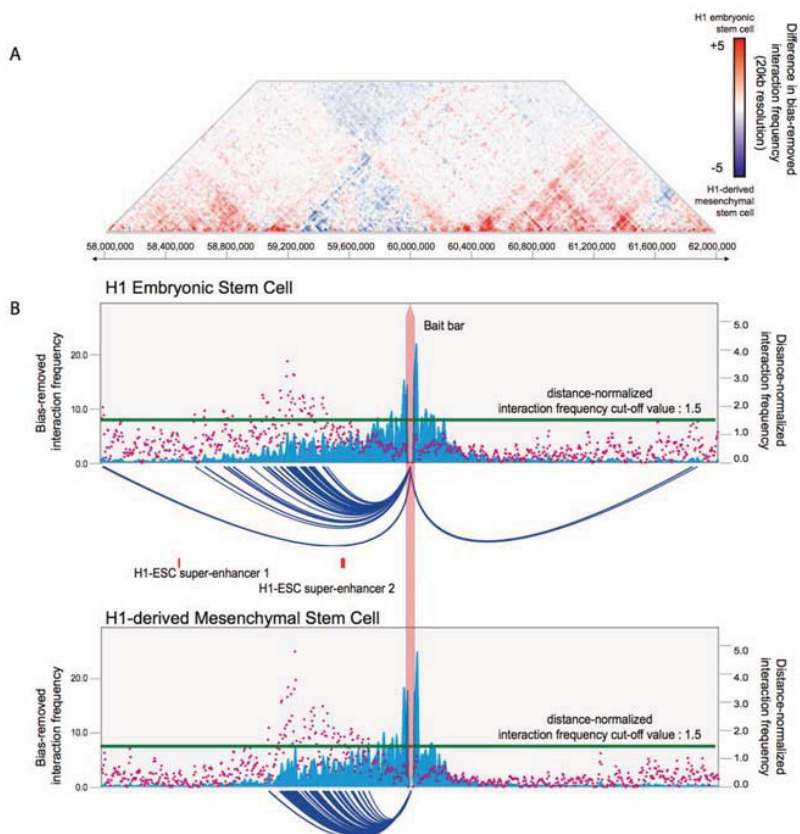 A
H1 embryonic
stem cell
+5
-5
H1-derived
mesenchymal
stem cell
Difference in bias-removed
interaction frequency
(20kb resolution)
58,000,000 58,400,000 58,800,000 59,200,000 59,600,000 60,000,000 60,400,000 60,800,000 61,200,000 61,600,000 62,000,000
B
H1 Embryonic Stem Cell
Bias-removed
interaction frequency
20.0
10.0
0.0
Bait bar
distance-normalized
interaction frequency cut-off value : 1.5
5.0
4.0
3.0
2.0
1.0
0.0
Disance-normalized
interaction frequency
H1-ESC super-enhancer 1
H1-ESC super-enhancer 2
H1-derived Mesenchymal Stem Cell
Bias-removed
interaction frequency
20.0
10.0
0.0
distance-normalized
interaction frequency cut-off value : 1.5
5.0
4.0
3.0
2.0
1.0
0.0
Distance-normalized
interaction frequency